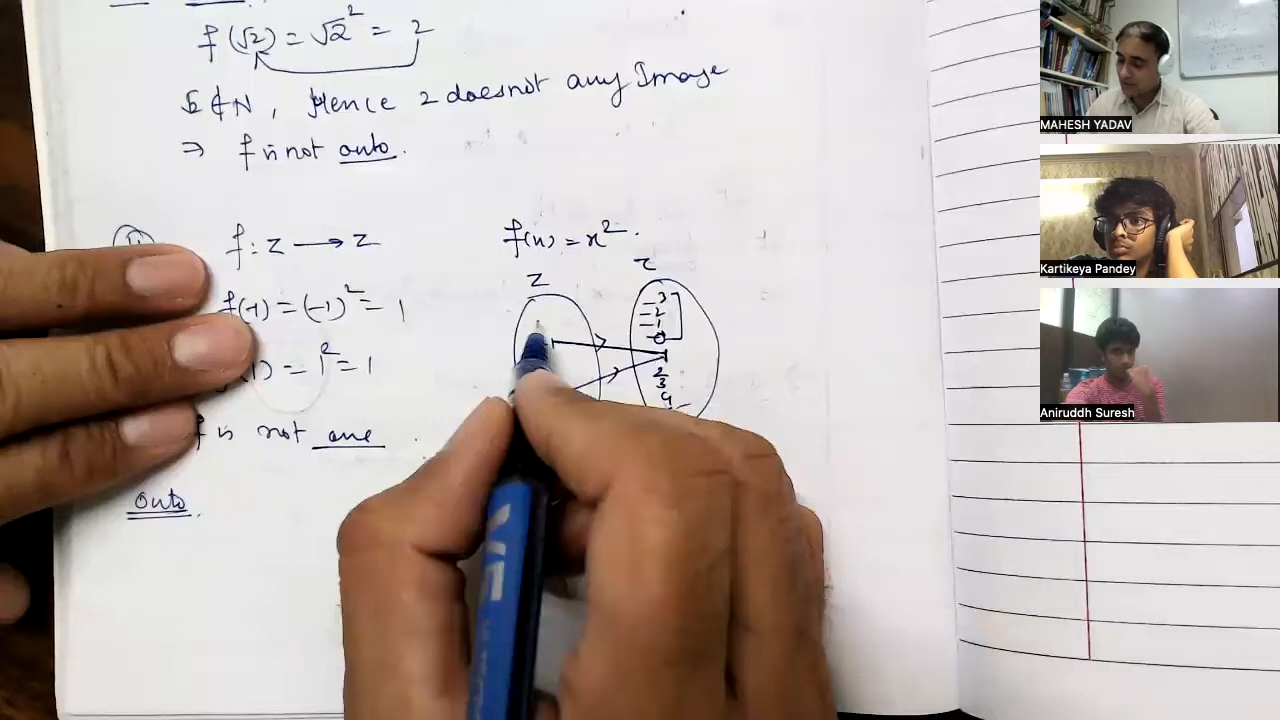 f(√2) = √2² = 2
√2 ∉ N, Hence 2 doesnot any Image
⇒ f is not onto.
f: Z → Z f(x) = x².
f(-1) = (-1)² = 1
(1) = 1² = 1
f is not one.
onto.
Z
Z
-3
-2
-1
0
1
2
3
4
MAHESH YADAV
Kartikeya Pandey
Aniruddh Suresh